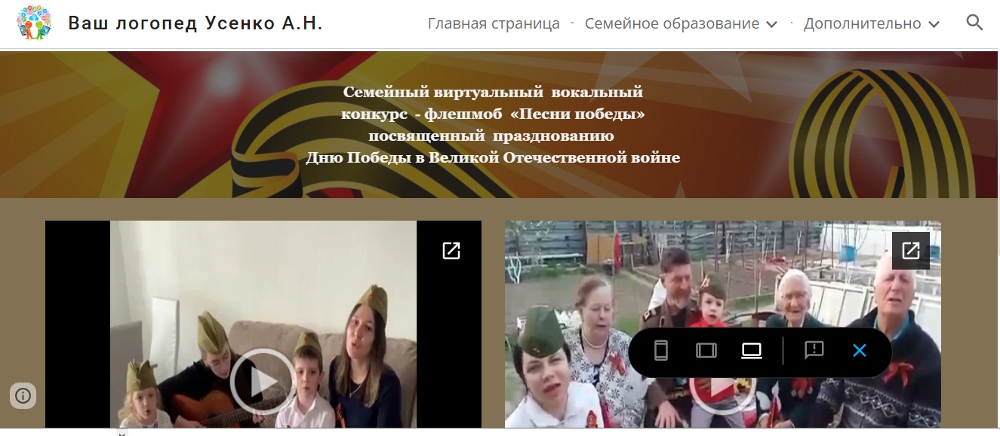 Ваш логопед Усенко А.Н.
Главная страница · Семейное образование · Дополнительно
Семейный виртуальный вокальный
конкурс - флешмоб «Песни победы»
посвященный празднованию
Дню Победы в Великой Отечественной войне